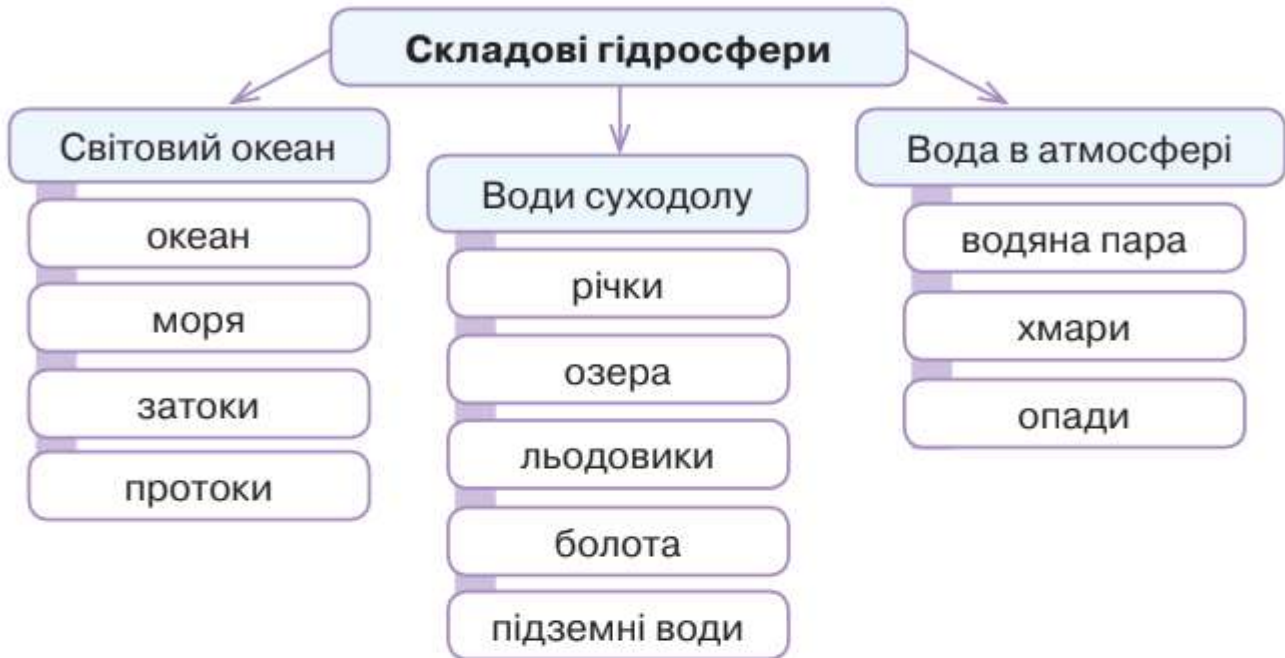 Складові гідросфери
Світовий океан
океан
моря
затоки
протоки
Води суходолу
річки
озера
льодовики
болота
підземні води
Вода в атмосфері
водяна пара
хмари
опади